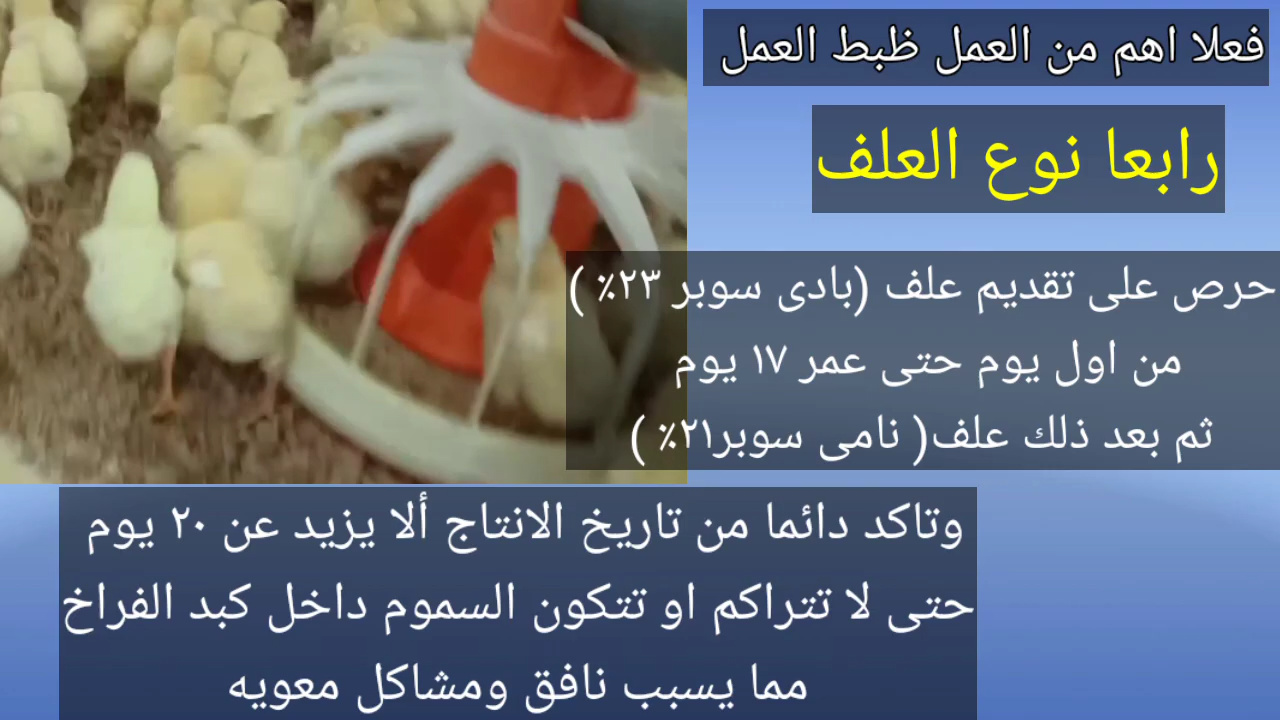 فعلا اهم من العمل ظبط العمل
رابعا نوع العلف
حرص على تقديم علف (بادى سوبر ٢٣٪ )
من اول يوم حتى عمر ١٧ يوم
ثم بعد ذلك علف( نامى سوبر٢١٪ )
وتاكد دائما من تاريخ الانتاج ألا يزيد عن ٢٠ يوم
حتى لا تتراكم او تتكون السموم داخل كبد الفراخ
مما يسبب نافق ومشاكل معويه